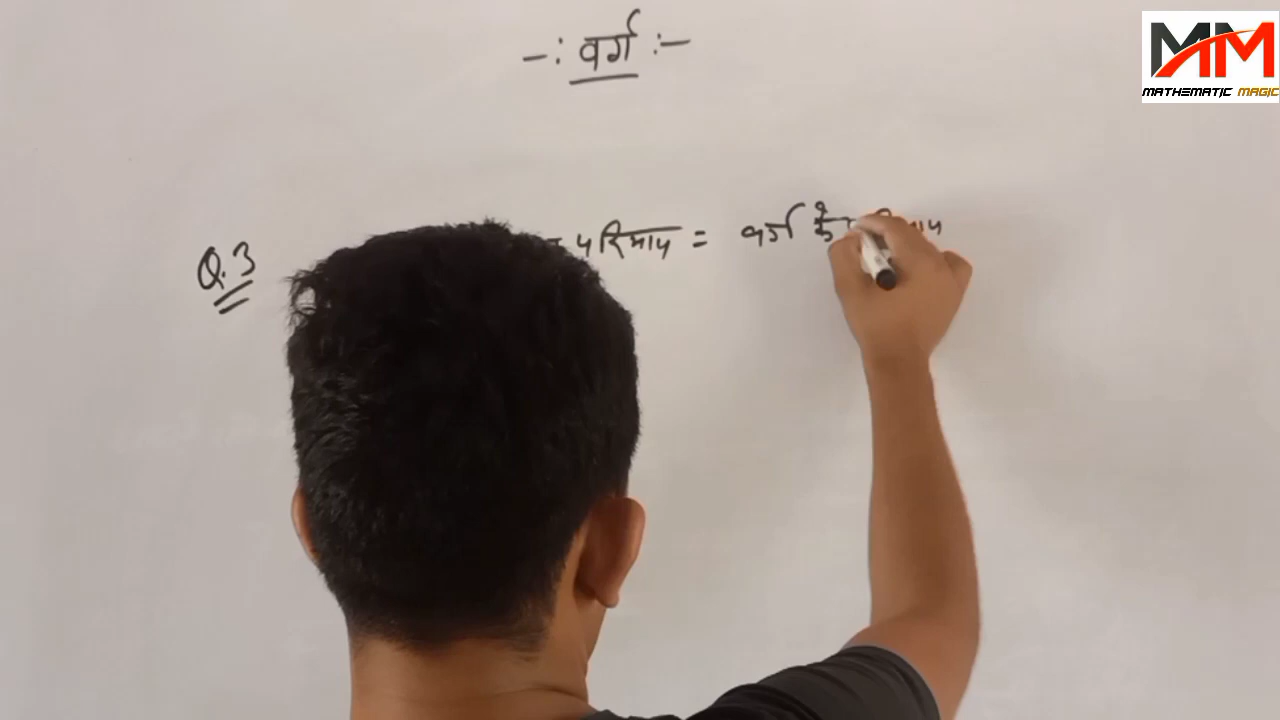 -: वर्ग :-
MM
MATHEMATIC MAGIC
Q.3 परिमाप = वर्ग के